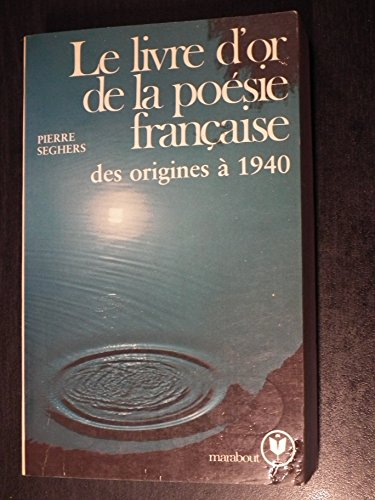 Le livre d'or
de la poésie
française
PIERRE
SEGHERS
des origines à 1940
marabout